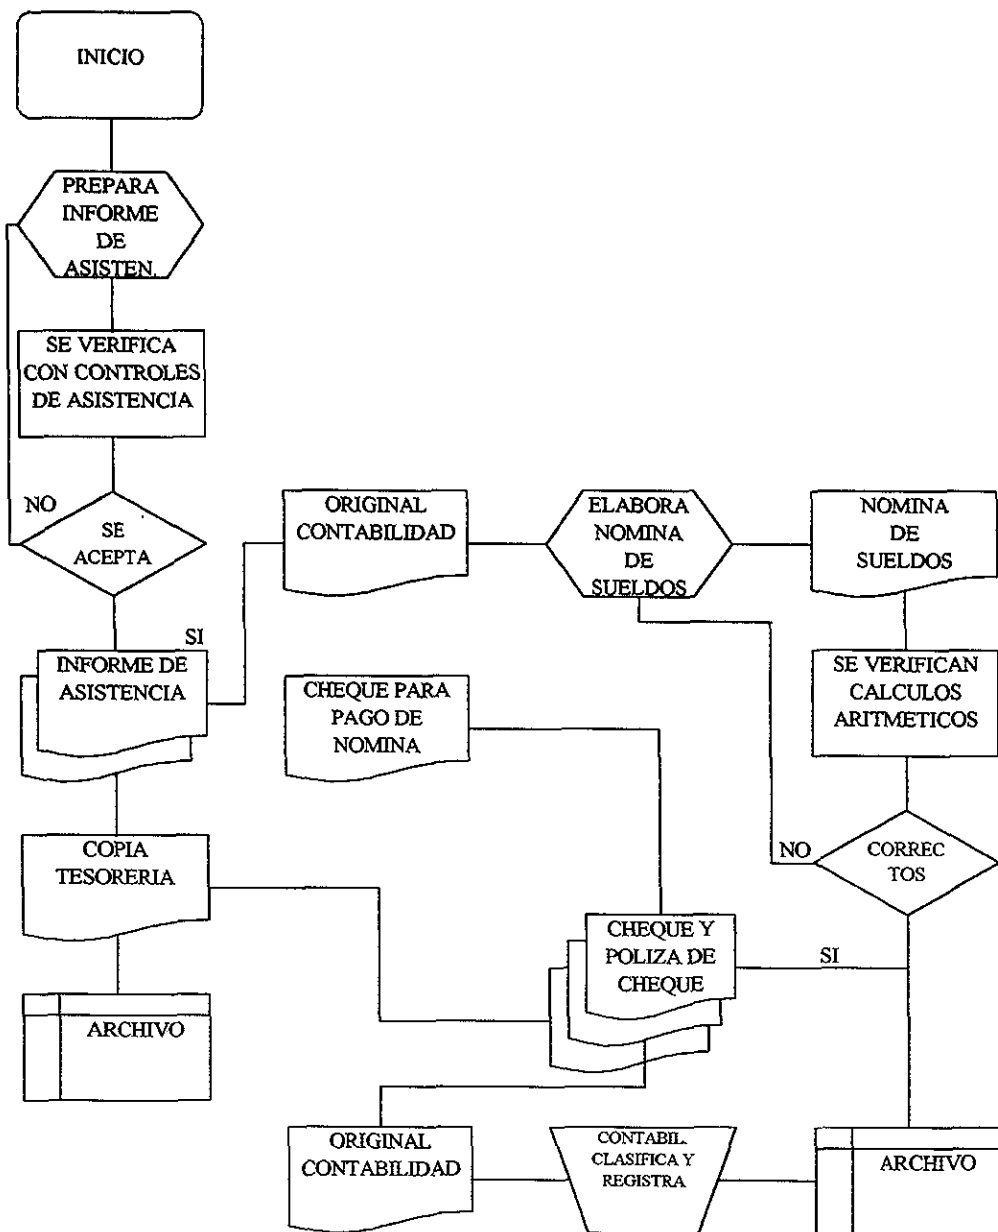 INICIO
PREPARA
INFORME
DE
ASISTEN.
SE VERIFICA
CON CONTROLES
DE ASISTENCIA
NO
SE
ACEPTA
SI
INFORME DE
ASISTENCIA
COPIA
TESORERIA
ARCHIVO
ORIGINAL
CONTABILIDAD
ELABORA
NOMINA
DE
SUELDOS
NOMINA
DE
SUELDOS
SE VERIFICAN
CALCULOS
ARITMETICOS
NO
CORREC
TOS
SI
CHEQUE PARA
PAGO DE
NOMINA
CHEQUE Y
POLIZA DE
CHEQUE
ORIGINAL
CONTABILIDAD
CONTABIL.
CLASIFICA Y
REGISTRA
ARCHIVO